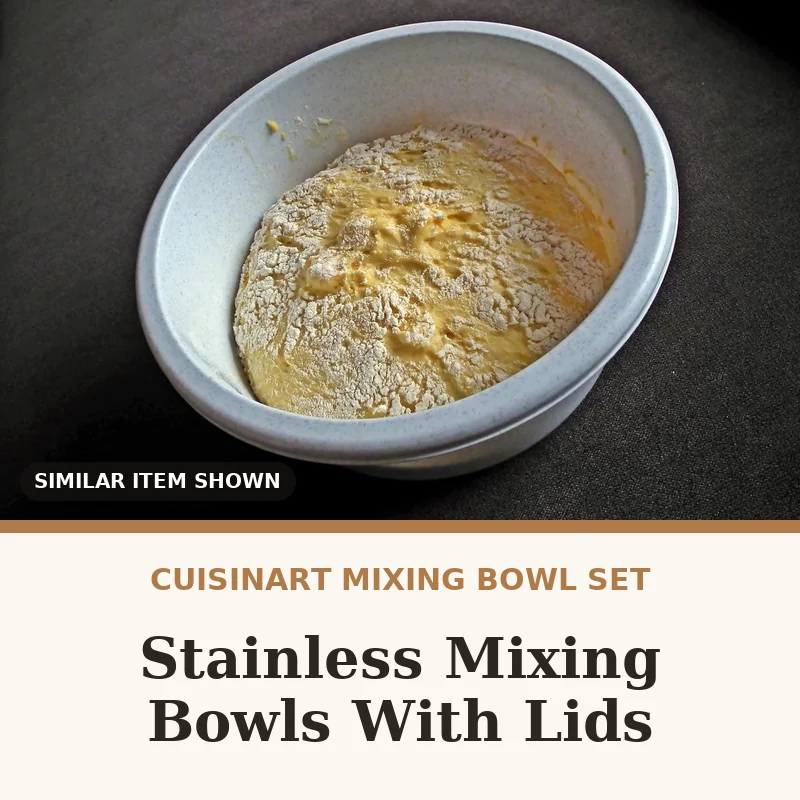 SIMILAR ITEM SHOWN
CUISINART MIXING BOWL SET
Stainless Mixing
Bowls With Lids